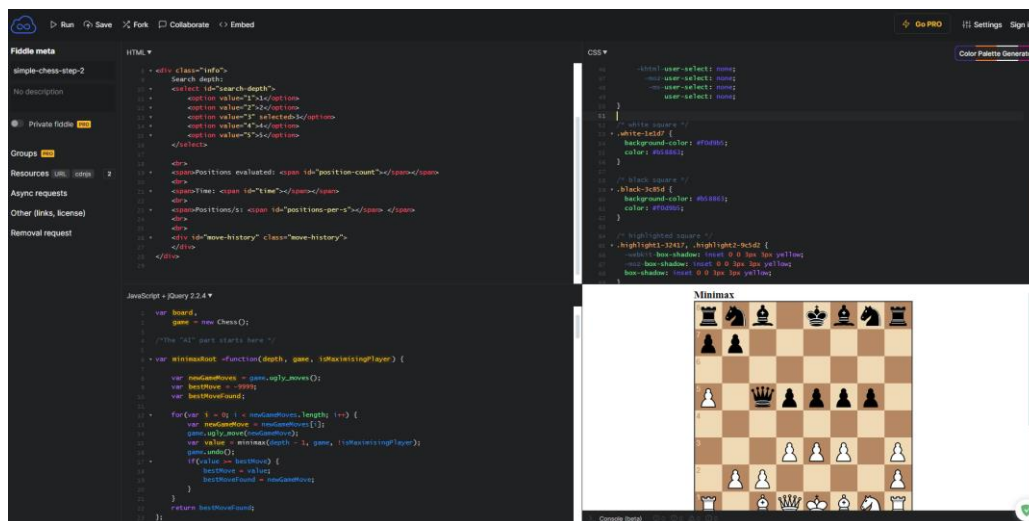 Run Save Fork Collaborate <> Embed
Go PRO Settings Sign i
Fiddle meta
simple-chess-step-2
No description
Private fiddle PRO
Groups PRO
Resources URL cdnjs 2
Async requests
Other (links, license)
Removal request
HTML
<div class="info">
Search depth:
<select id="search-depth">
<option value="1">1</option>
<option value="2">2</option>
<option value="3" selected>3</option>
<option value="4">4</option>
<option value="5">5</option>
</select>
<br>
<span>Positions evaluated: <span id="position-count"></span></span>
<br>
<span>Time: <span id="time"></span></span>
<br>
<span>Positions/s: <span id="positions-per-s"></span> </span>
<br>
<br>
<div id="move-history" class="move-history">
</div>
</div>
CSS
Color Palette Generato
-khtml-user-select: none;
-moz-user-select: none;
-ms-user-select: none;
user-select: none;
}
/* white square */
.white-1e1d7 {
background-color: #f0d9b5;
color: #b58863;
}
/* black square */
.black-3c85d {
background-color: #b58863;
color: #f0d9b5;
}
/* highlighted square */
.highlight1-32417, .highlight2-9c5d2 {
-webkit-box-shadow: inset 0 0 3px 3px yellow;
-moz-box-shadow: inset 0 0 3px 3px yellow;
box-shadow: inset 0 0 3px 3px yellow;
JavaScript + jQuery 2.2.4
var board,
game = new Chess();
/*The "AI" part starts here */
var minimaxRoot =function(depth, game, isMaximisingPlayer) {
var newGameMoves = game.ugly_moves();
var bestMove = -9999;
var bestMoveFound;
for(var i = 0; i < newGameMoves.length; i++) {
var newGameMove = newGameMoves[i];
game.ugly_move(newGameMove);
var value = minimax(depth - 1, game, !isMaximisingPlayer);
game.undo();
if(value >= bestMove) {
bestMove = value;
bestMoveFound = newGameMove;
}
}
return bestMoveFound;
};
Minimax
Console (beta)